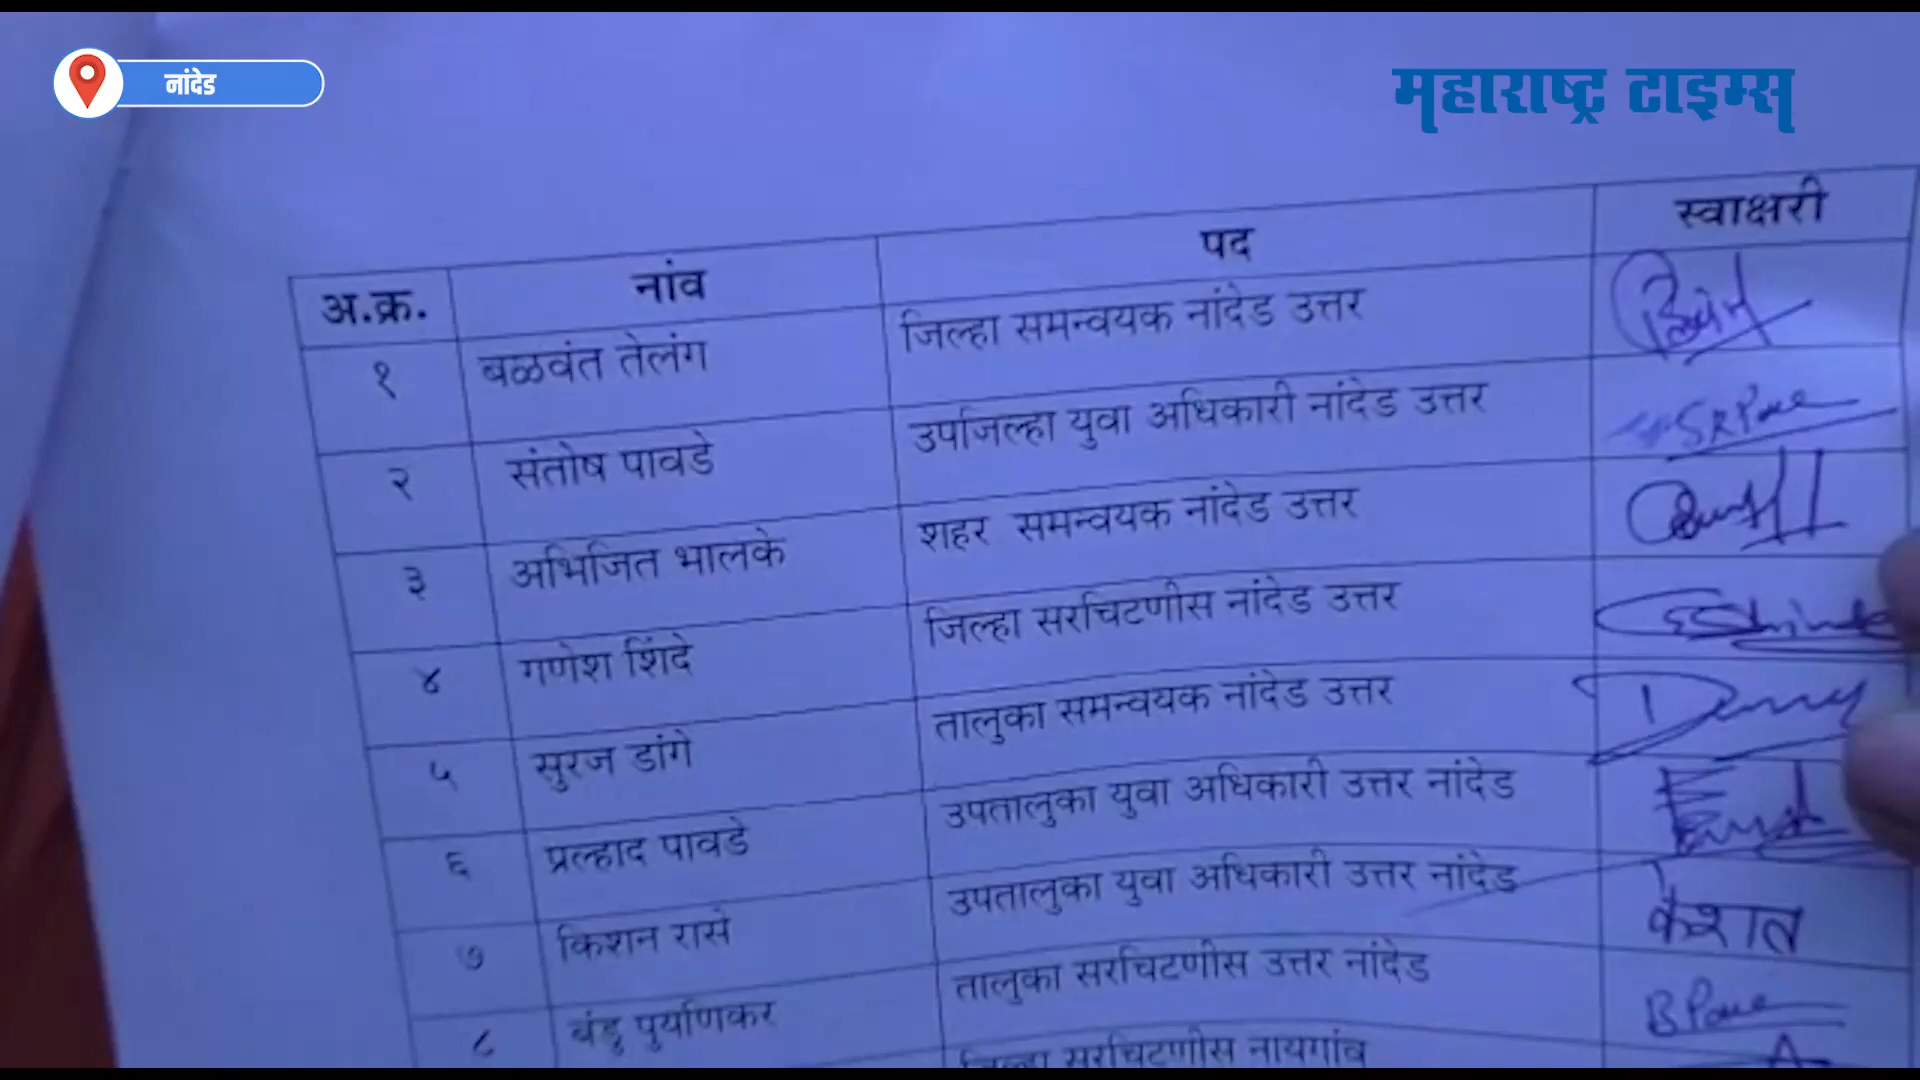 नांदेड
महाराष्ट्र टाइम्स
अ.क्र. नांव पद स्वाक्षरी
१ बळवंत तेलंग जिल्हा समन्वयक नांदेड उत्तर
२ संतोष पावडे उपजिल्हा युवा अधिकारी नांदेड उत्तर
३ अभिजित भालके शहर समन्वयक नांदेड उत्तर
४ गणेश शिंदे जिल्हा सरचिटणीस नांदेड उत्तर
५ सुरज डांगे तालुका समन्वयक नांदेड उत्तर
६ प्रल्हाद पावडे उपतालुका युवा अधिकारी उत्तर नांदेड
७ किशन रासे उपतालुका युवा अधिकारी उत्तर नांदेड
८ बंडु पुर्याणिकर तालुका सरचिटणीस उत्तर नांदेड
जिल्हा सरचिटणीस नायगांव